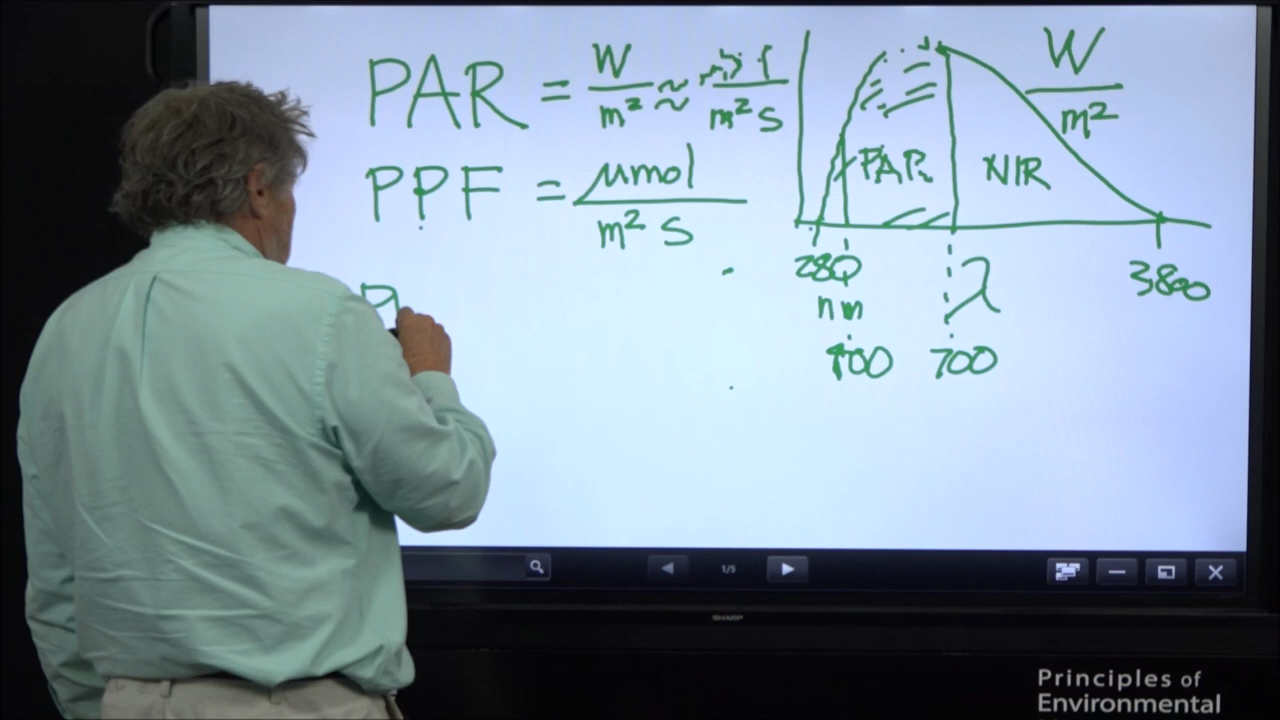 PAR = W/m² ≈ /m² S
PPF = μmol/m² S
P
W/m²
PAR NIR
280 nm
λ
3800
400 700
1/5
SHARP
Principles of
Environmental